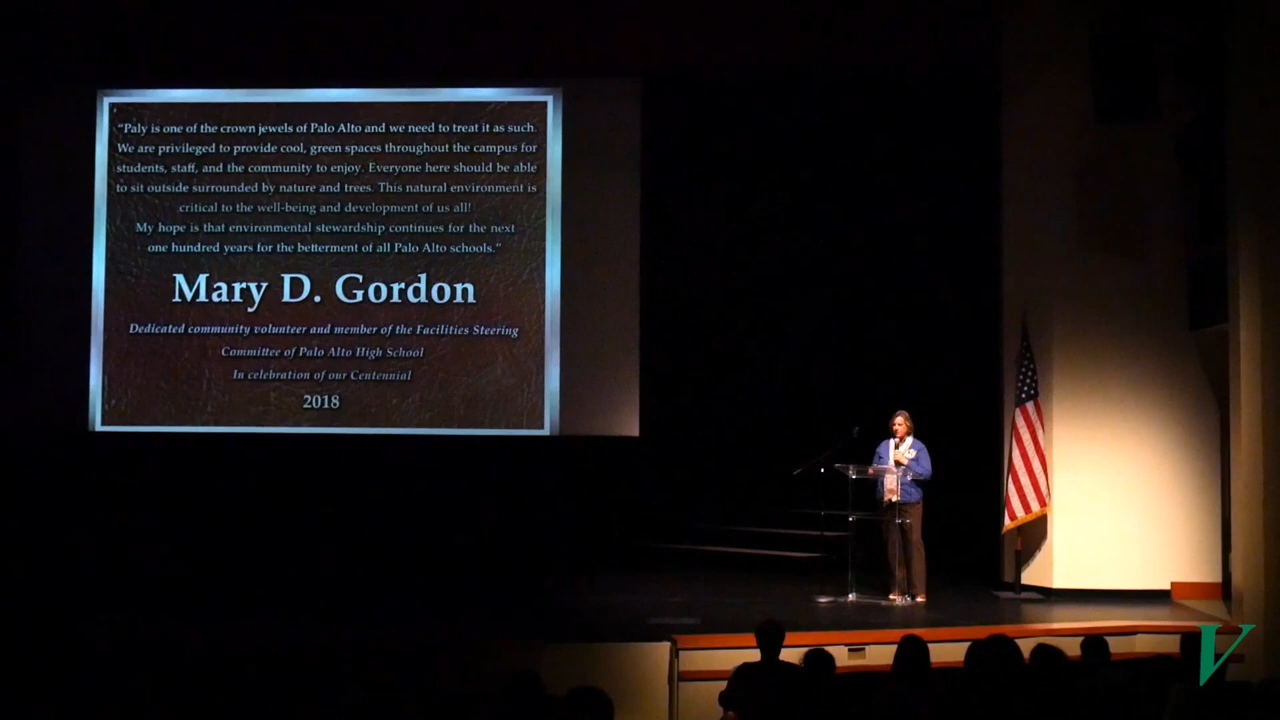 “Paly is one of the crown jewels of Palo Alto and we need to treat it as such.
We are privileged to provide cool, green spaces throughout the campus for
students, staff, and the community to enjoy. Everyone here should be able
to sit outside surrounded by nature and trees. This natural environment is
critical to the well-being and development of us all!
My hope is that environmental stewardship continues for the next
one hundred years for the betterment of all Palo Alto schools.”
Mary D. Gordon
Dedicated community volunteer and member of the Facilities Steering
Committee of Palo Alto High School
In celebration of our Centennial
2018
V